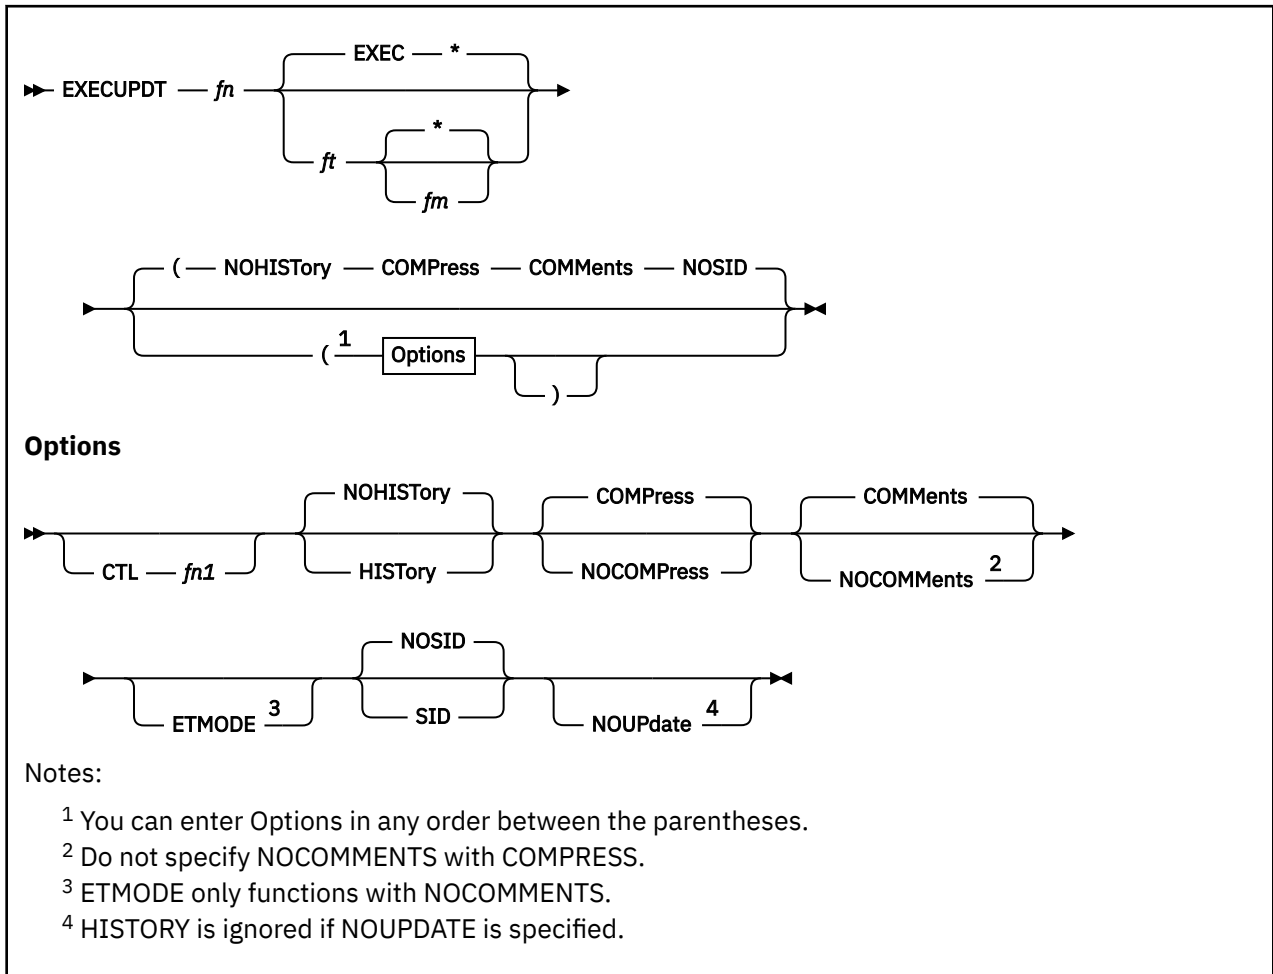 EXEC *
EXECUPDT fn
*
ft
fm
( NOHISTory COMPress COMMents NOSID
( 1 Options
)
Options
NOHISTory COMPress COMMents
CTL fn1 HISTory NOCOMPress NOCOMMents 2
NOSID
ETMODE 3 SID NOUPdate 4
Notes:
1 You can enter Options in any order between the parentheses.
2 Do not specify NOCOMMENTS with COMPRESS.
3 ETMODE only functions with NOCOMMENTS.
4 HISTORY is ignored if NOUPDATE is specified.